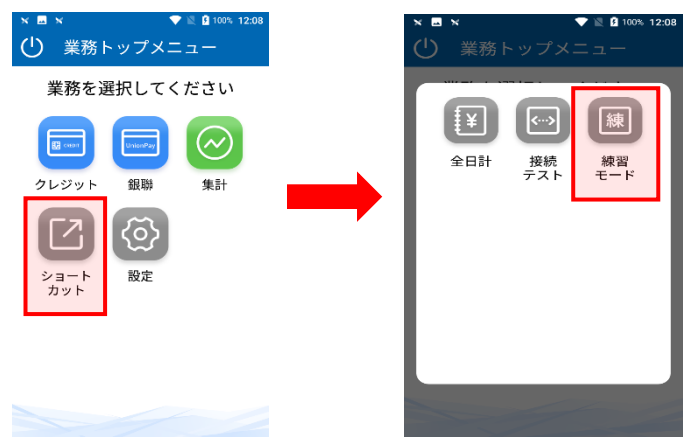 100% 12:08
業務トップメニュー
業務を選択してください
CREDIT
UnionPay
クレジット
銀聯
集計
ショート
カット
設定
100% 12:08
業務トップメニュー
¥
練
全日計
接続
テスト
練習
モード